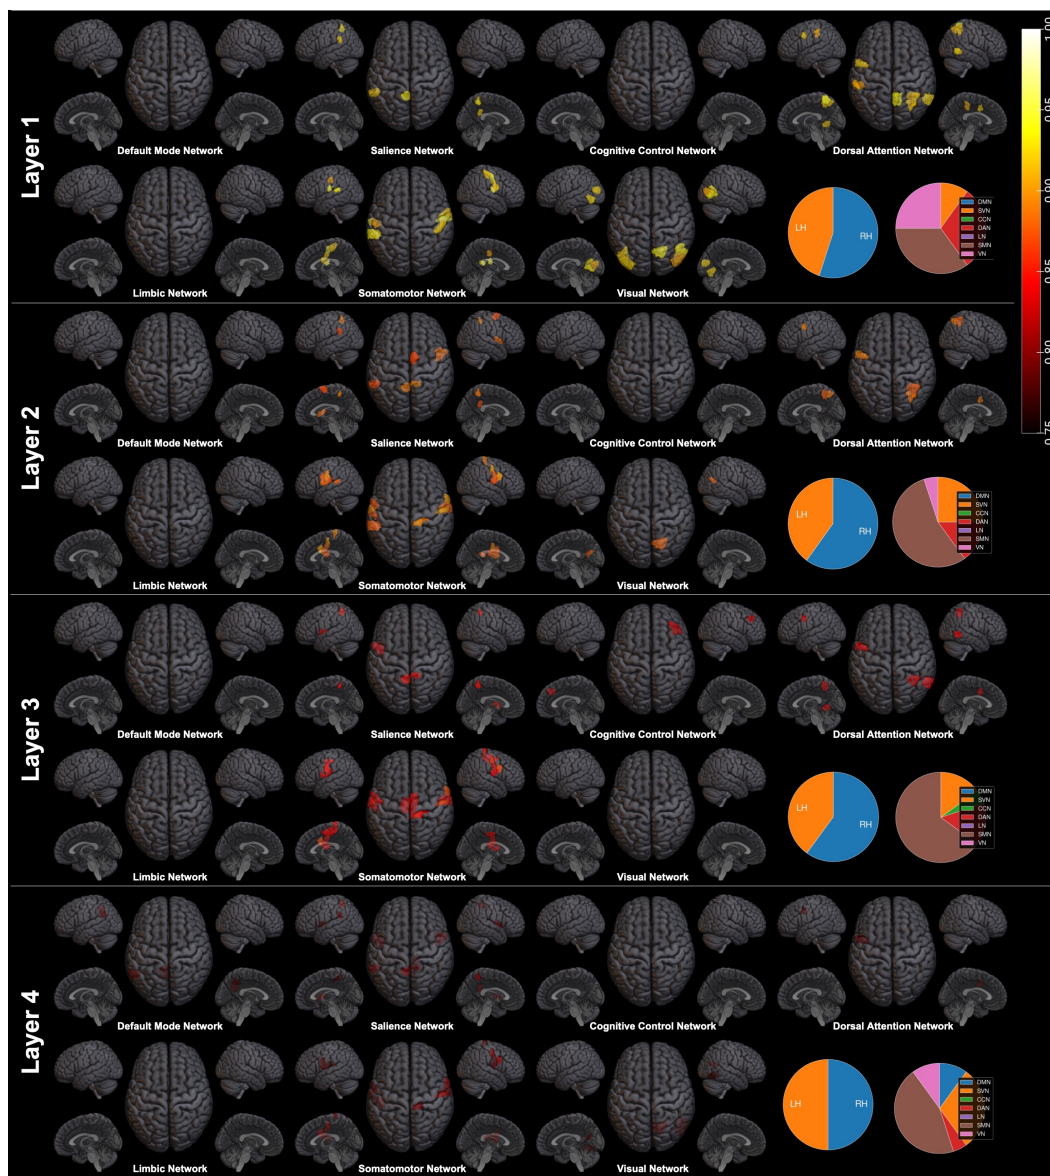 Layer 1
Default Mode Network
Salience Network
Cognitive Control Network
Dorsal Attention Network
Limbic Network
Somatomotor Network
Visual Network
LH
RH
DMN
SVN
CCN
DAN
LN
SMN
VN
1.00
0.95
0.90
0.85
0.80
0.75
Layer 2
Default Mode Network
Salience Network
Cognitive Control Network
Dorsal Attention Network
Limbic Network
Somatomotor Network
Visual Network
LH
RH
DMN
SVN
CCN
DAN
LN
SMN
VN
Layer 3
Default Mode Network
Salience Network
Cognitive Control Network
Dorsal Attention Network
Limbic Network
Somatomotor Network
Visual Network
LH
RH
DMN
SVN
CCN
DAN
LN
SMN
VN
Layer 4
Default Mode Network
Salience Network
Cognitive Control Network
Dorsal Attention Network
Limbic Network
Somatomotor Network
Visual Network
LH
RH
DMN
SVN
CCN
DAN
LN
SMN
VN